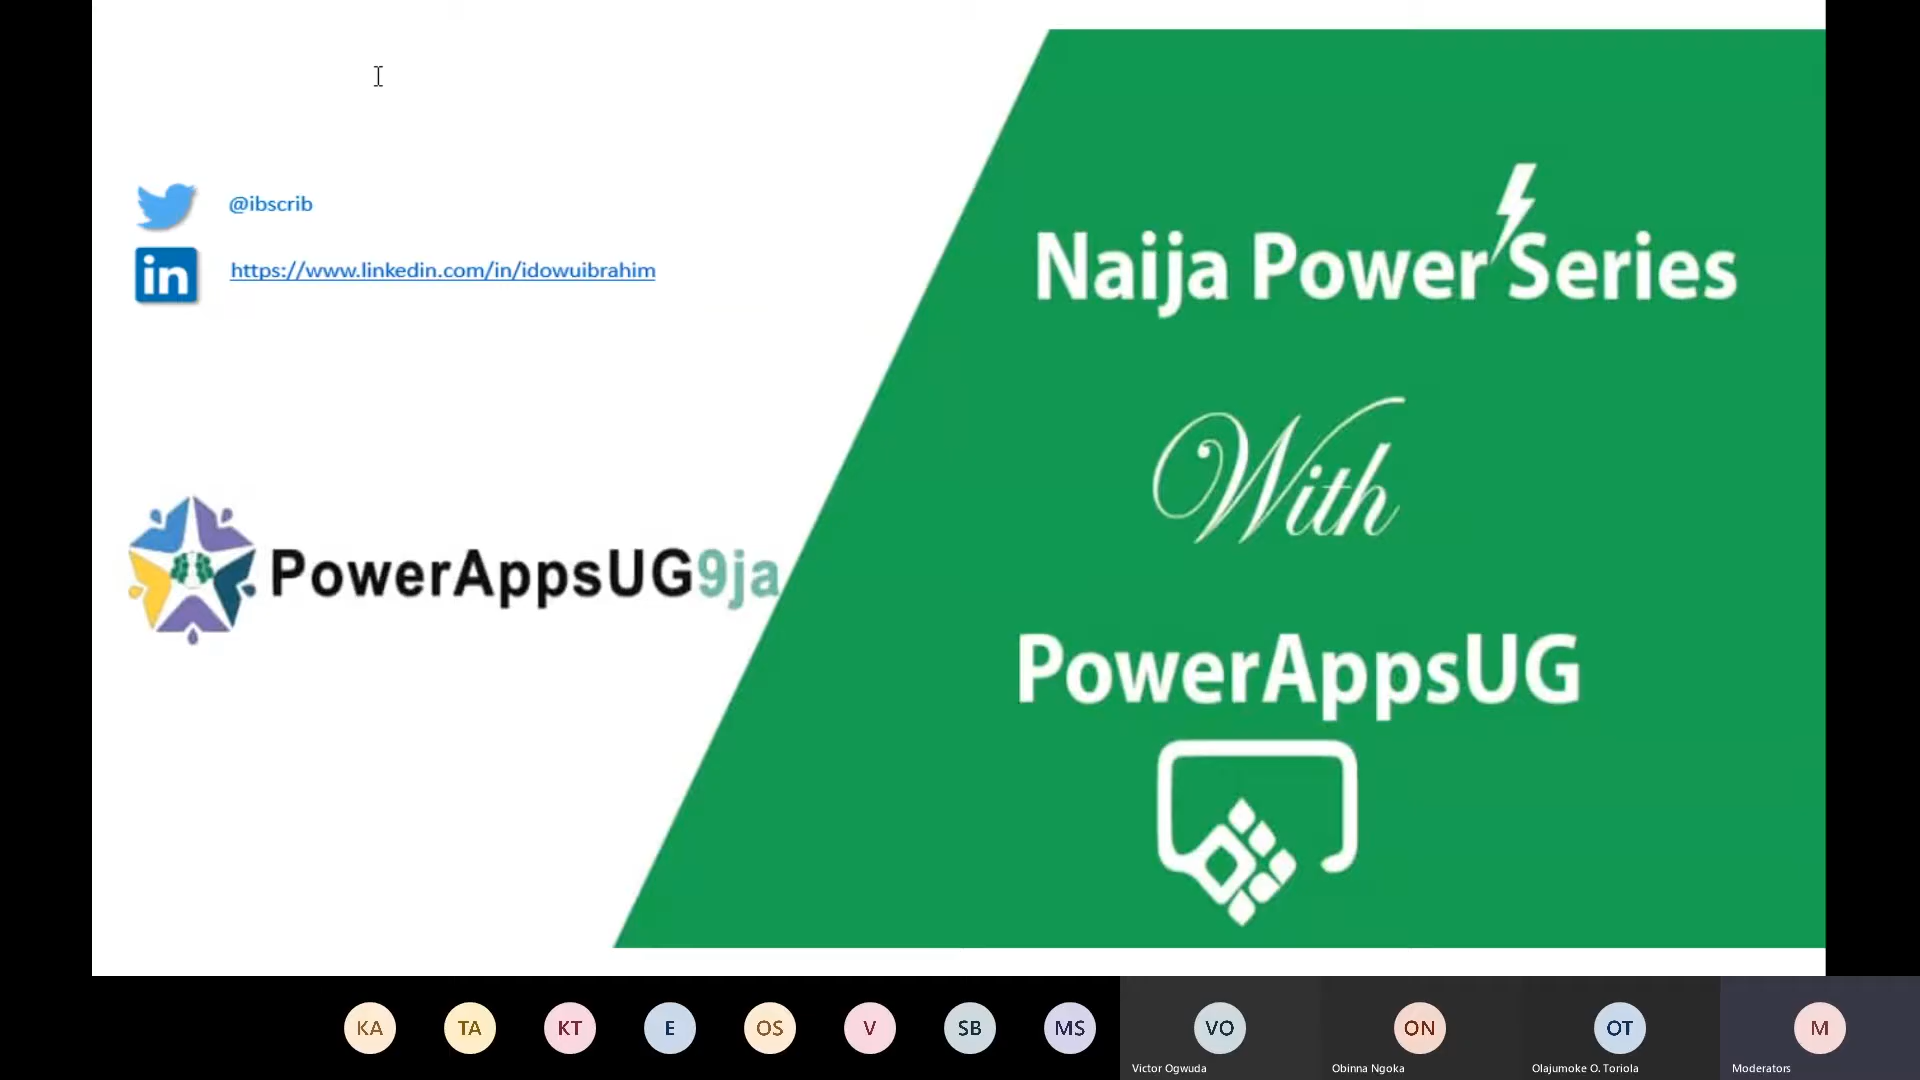 @ibscrib
in https://www.linkedin.com/in/idowuibrahim
PowerAppsUG9ja
Naija Power Series
With
PowerAppsUG
KA TA KT E OS V SB MS VO ON OT M
Victor Ogwuda Obinna Ngoka Olajumoke O. Toriola Moderators